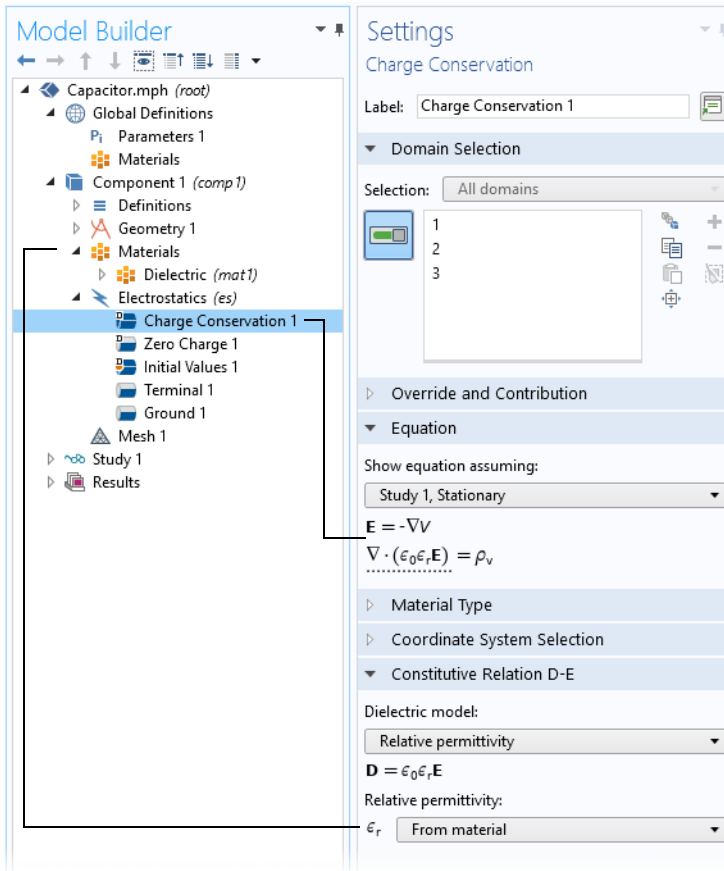 Model Builder
Capacitor.mph (root)
Global Definitions
Pi Parameters 1
Materials
Component 1 (comp1)
Definitions
Geometry 1
Materials
Dielectric (mat1)
Electrostatics (es)
D Charge Conservation 1
D Zero Charge 1
D Initial Values 1
Terminal 1
Ground 1
Mesh 1
Study 1
Results
Settings
Charge Conservation
Label: Charge Conservation 1
Domain Selection
Selection: All domains
1
2
3
Override and Contribution
Equation
Show equation assuming:
Study 1, Stationary
E = -∇V
∇ · (ϵ₀ϵᵣE) = ρᵥ
Material Type
Coordinate System Selection
Constitutive Relation D-E
Dielectric model:
Relative permittivity
D = ϵ₀ϵᵣE
Relative permittivity:
ϵᵣ From material